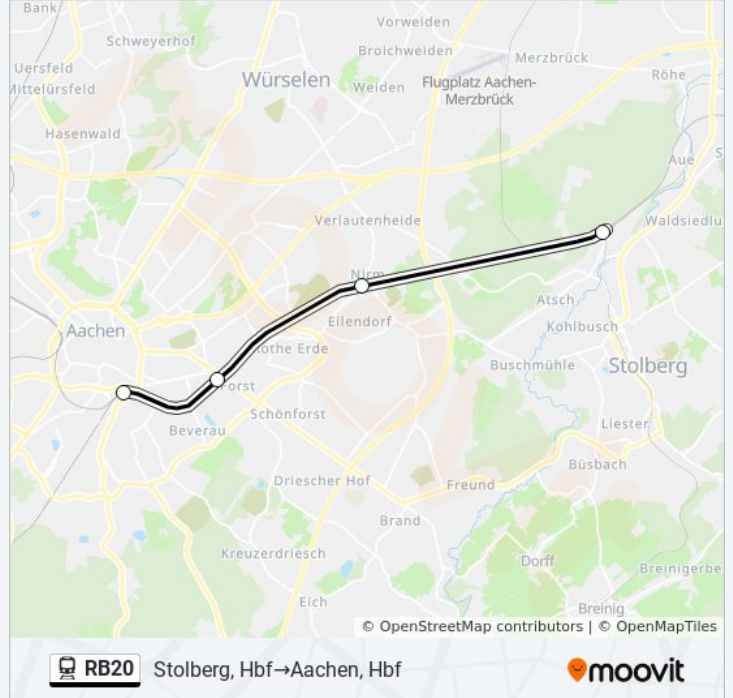 Bank
Vorweiden
Schweyerhof
Broichweiden
Uersfeld
Merzbrück
Würselen
Flugplatz Aachen-
Merzbrück
Röhe
Mittelürsfeld
Weiden
Hasenwald
Aue
S
Verlautenheide
Waldsiedlu
Nirm
Atsch
Eilendorf
Kohlbusch
Aachen
Rothe Erde
Buschmühle
Stolberg
Forst
Schönforst
Beverau
Liester
Büsbach
Driescher Hof
Freund
Brand
Kreuzerdriesch
Dorff
Breinigerbe
Eich
Breinig
© OpenStreetMap contributors | © OpenMapTiles
RB20 Stolberg, Hbf→Aachen, Hbf
moovit